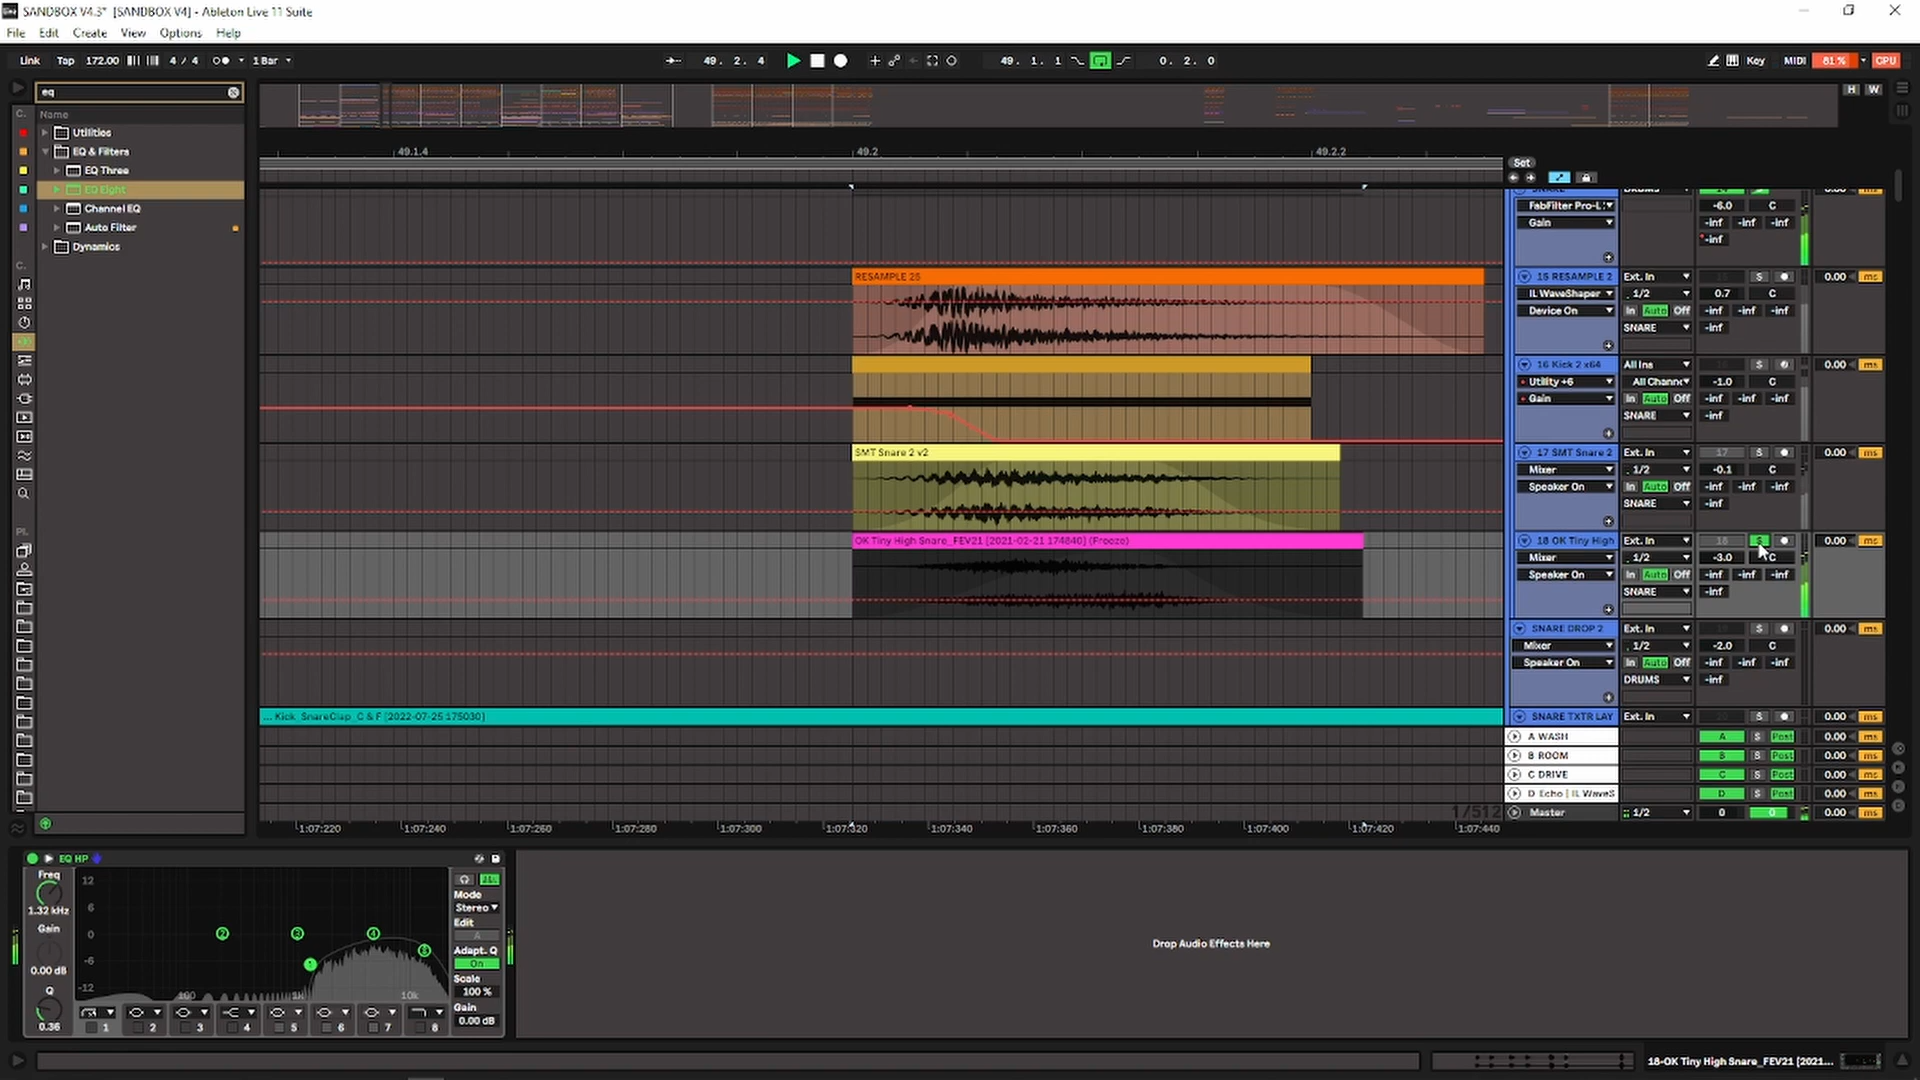 SANDBOX V4.3* [SANDBOX V4] - Ableton Live 11 Suite
File Edit Create View Options Help
Link Tap 172.00 4 / 4 1 Bar 49. 2. 4 49. 1. 1 0. 2. 0 Key MIDI 81 % CPU
eq
H W
C. Name
Utilities
EQ & Filters
EQ Three
EQ Eight
Channel EQ
Auto Filter
Dynamics
C.
PL
49.1.4 49.2 49.2.2
Set
FabFilter Pro-L -6.0 C
Gain -inf -inf -inf
-inf
RESAMPLE 25
15 RESAMPLE 2 Ext. In S 0.00 ms
IL WaveShaper 1/2 0.7 C
Device On In Auto Off -inf -inf -inf
SNARE -inf
16 Kick 2 x64 All Ins S 0.00 ms
Utility +6 All Channe -1.0 C
Gain In Auto Off -inf -inf -inf
SNARE -inf
SMT Snare 2 v2
17 SMT Snare 2 Ext. In 17 S 0.00 ms
Mixer 1/2 -0.1 C
Speaker On In Auto Off -inf -inf -inf
SNARE -inf
OK Tiny High Snare_FEV21 [2021-02-21 174840] (Freeze)
18 OK Tiny High Ext. In 18 S 0.00 ms
Mixer 1/2 -3.0 C
Speaker On In Auto Off -inf -inf -inf
SNARE -inf
SNARE DROP 2 Ext. In S 0.00 ms
Mixer 1/2 -2.0 C
Speaker On In Auto Off -inf -inf -inf
DRUMS -inf
... Kick_SnareClap_C & F [2022-07-25 175030]
SNARE TXTR LAY Ext. In S 0.00 ms
A WASH A S Post 0.00 ms
B ROOM B S Post 0.00 ms
C DRIVE C S Post 0.00 ms
D Echo | IL WaveS D S Post 0.00 ms
1/512
Master 1/2 0 0 0.00 ms
1:07:220 1:07:240 1:07:260 1:07:280 1:07:300 1:07:320 1:07:340 1:07:360 1:07:380 1:07:400 1:07:420 1:07:440
EQ HP
Freq
1.32 kHz
Gain
0.00 dB
Q
0.36
12
6
0
-6
-12
100 1k 10k
1 2 3 4 5 6 7 8
Mode
Stereo
Edit
A
Adapt. Q
On
Scale
100 %
Gain
0.00 dB
Drop Audio Effects Here
18-OK Tiny High Snare_FEV21 [2021...